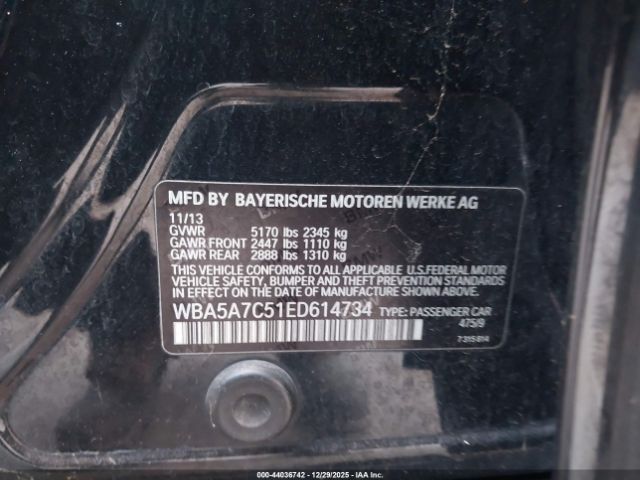 MFD BY BAYERISCHE MOTOREN WERKE AG
11/13
GVWR 5170 lbs 2345 kg
GAWR FRONT 2447 lbs 1110 kg
GAWR REAR 2888 lbs 1310 kg
THIS VEHICLE CONFORMS TO ALL APPLICABLE U.S.FEDERAL MOTOR
VEHICLE SAFETY, BUMPER AND THEFT PREVENTION STANDARDS
IN EFFECT ON THE DATE OF MANUFACTURE SHOWN ABOVE.
WBA5A7C51ED614734 TYPE: PASSENGER CAR
475/9
7 315 814
000-44036742 - 12/29/2025 - IAA Inc.